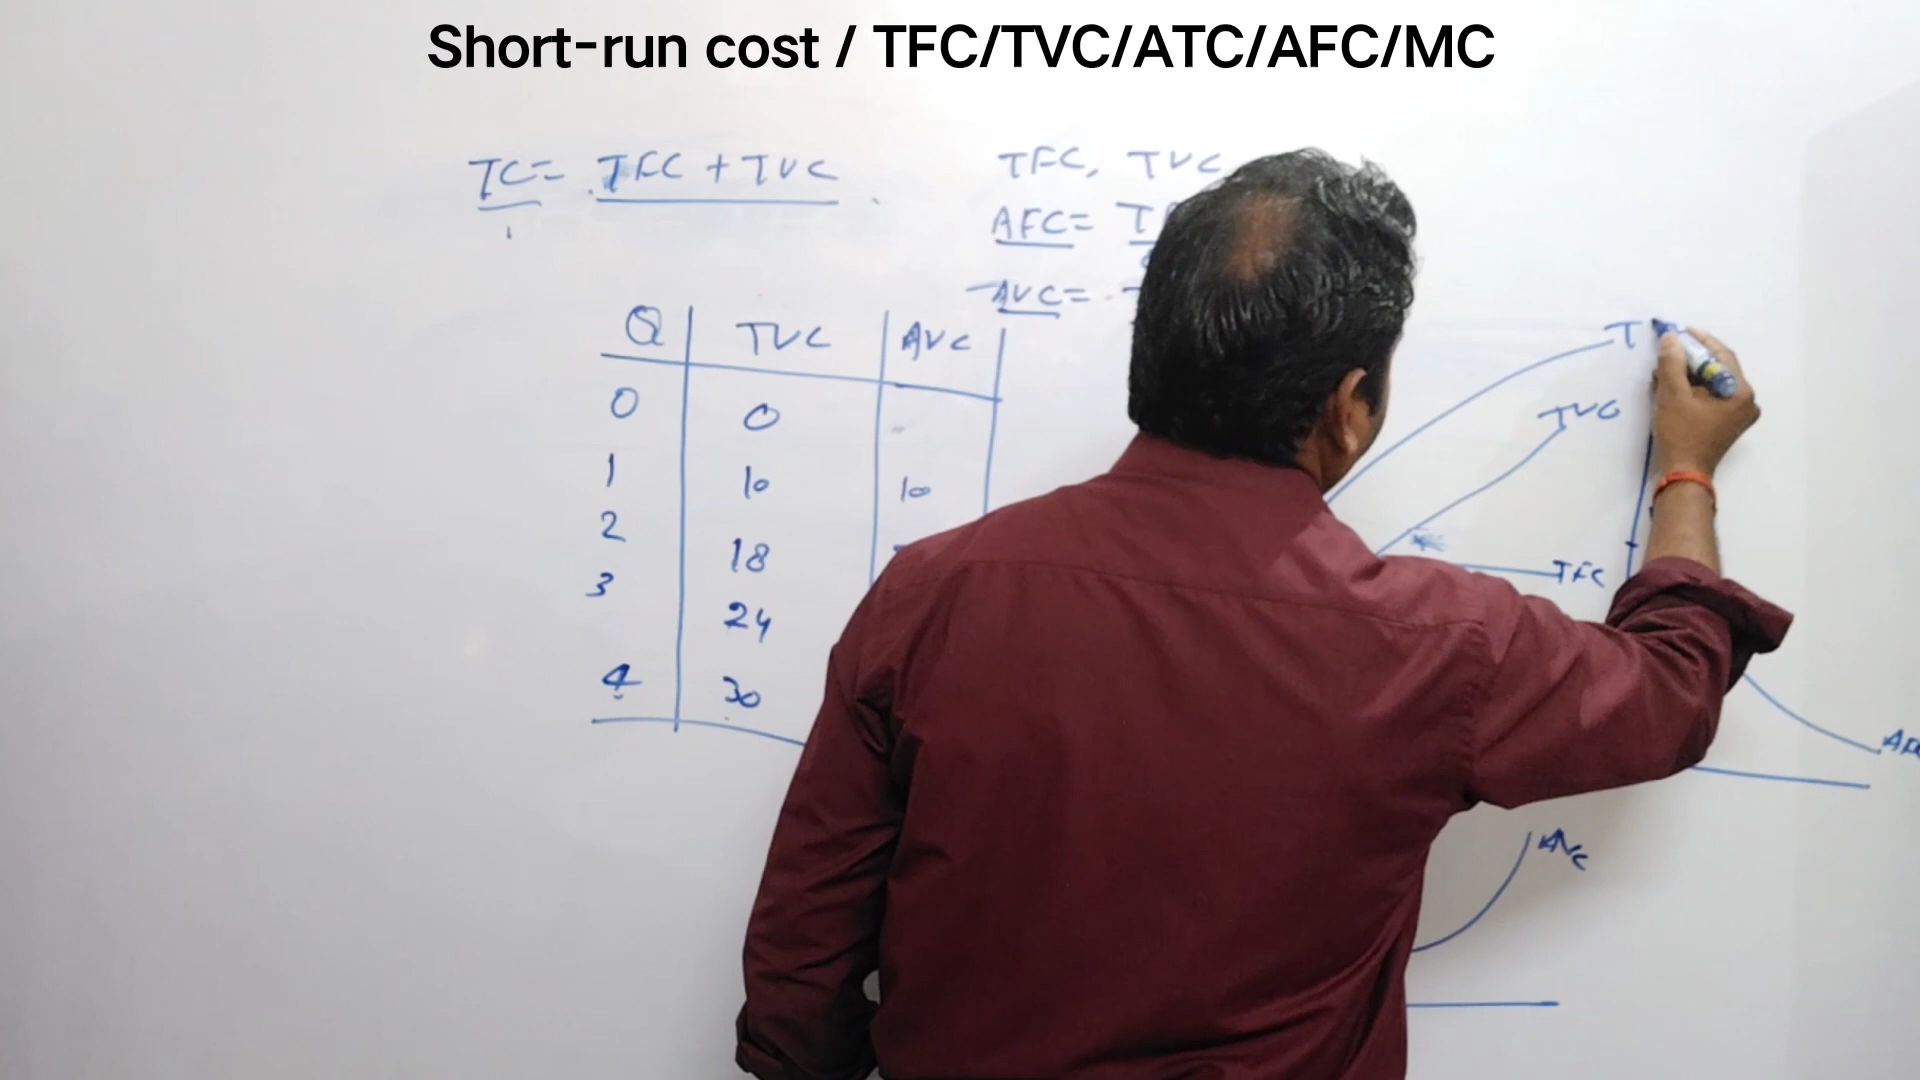 Short-run cost / TFC/TVC/ATC/AFC/MC
TC= TFC + TVC
TFC, TVC
AFC= T
AVC=
Q TVC AVC
0 0
1 10 10
2 18
3 24
4 30
T
TVC
TFC
AFC
AVC